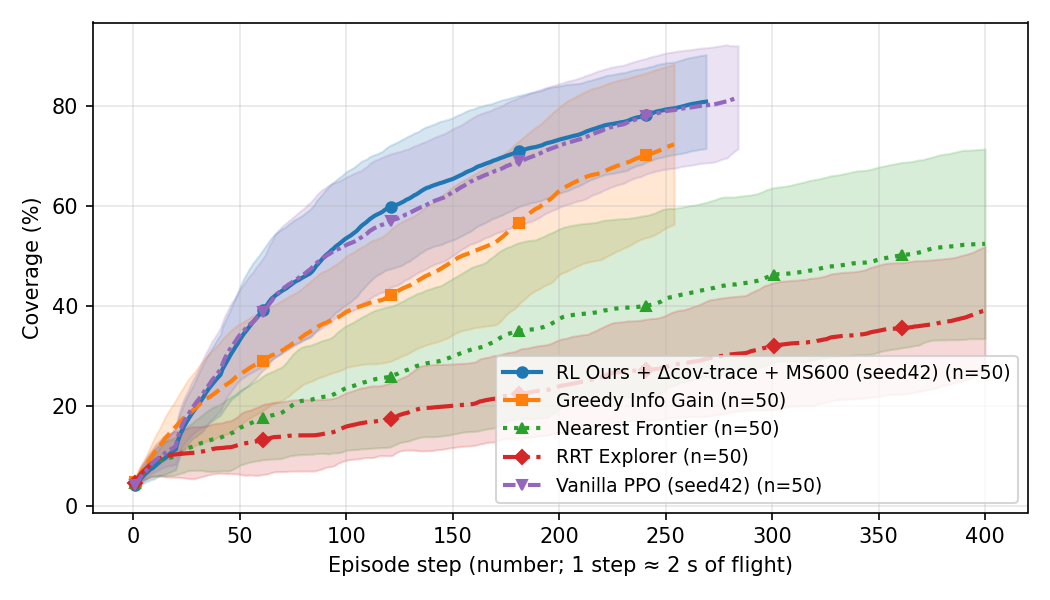 80
60
40
20
0
Coverage (%)
RL Ours + Δcov-trace + MS600 (seed42) (n=50)
Greedy Info Gain (n=50)
Nearest Frontier (n=50)
RRT Explorer (n=50)
Vanilla PPO (seed42) (n=50)
0 50 100 150 200 250 300 350 400
Episode step (number; 1 step ≈ 2 s of flight)